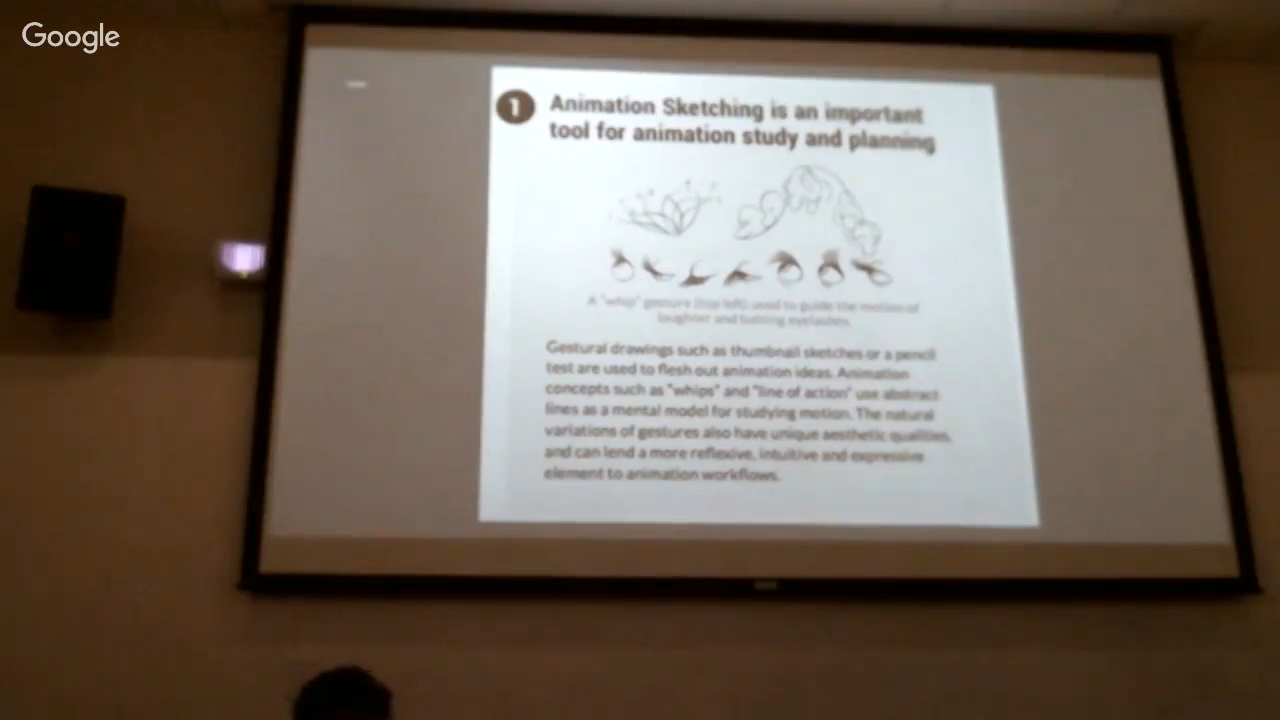 Google
1
Animation Sketching is an important
tool for animation study and planning
A "whip" gesture (top left) used to guide the motion of
laughter and batting eyelashes.
Gestural drawings such as thumbnail sketches or a pencil
test are used to flesh out animation ideas. Animation
concepts such as "whips" and "line of action" use abstract
lines as a mental model for studying motion. The natural
variations of gestures also have unique aesthetic qualities,
and can lend a more reflexive, intuitive and expressive
element to animation workflows.